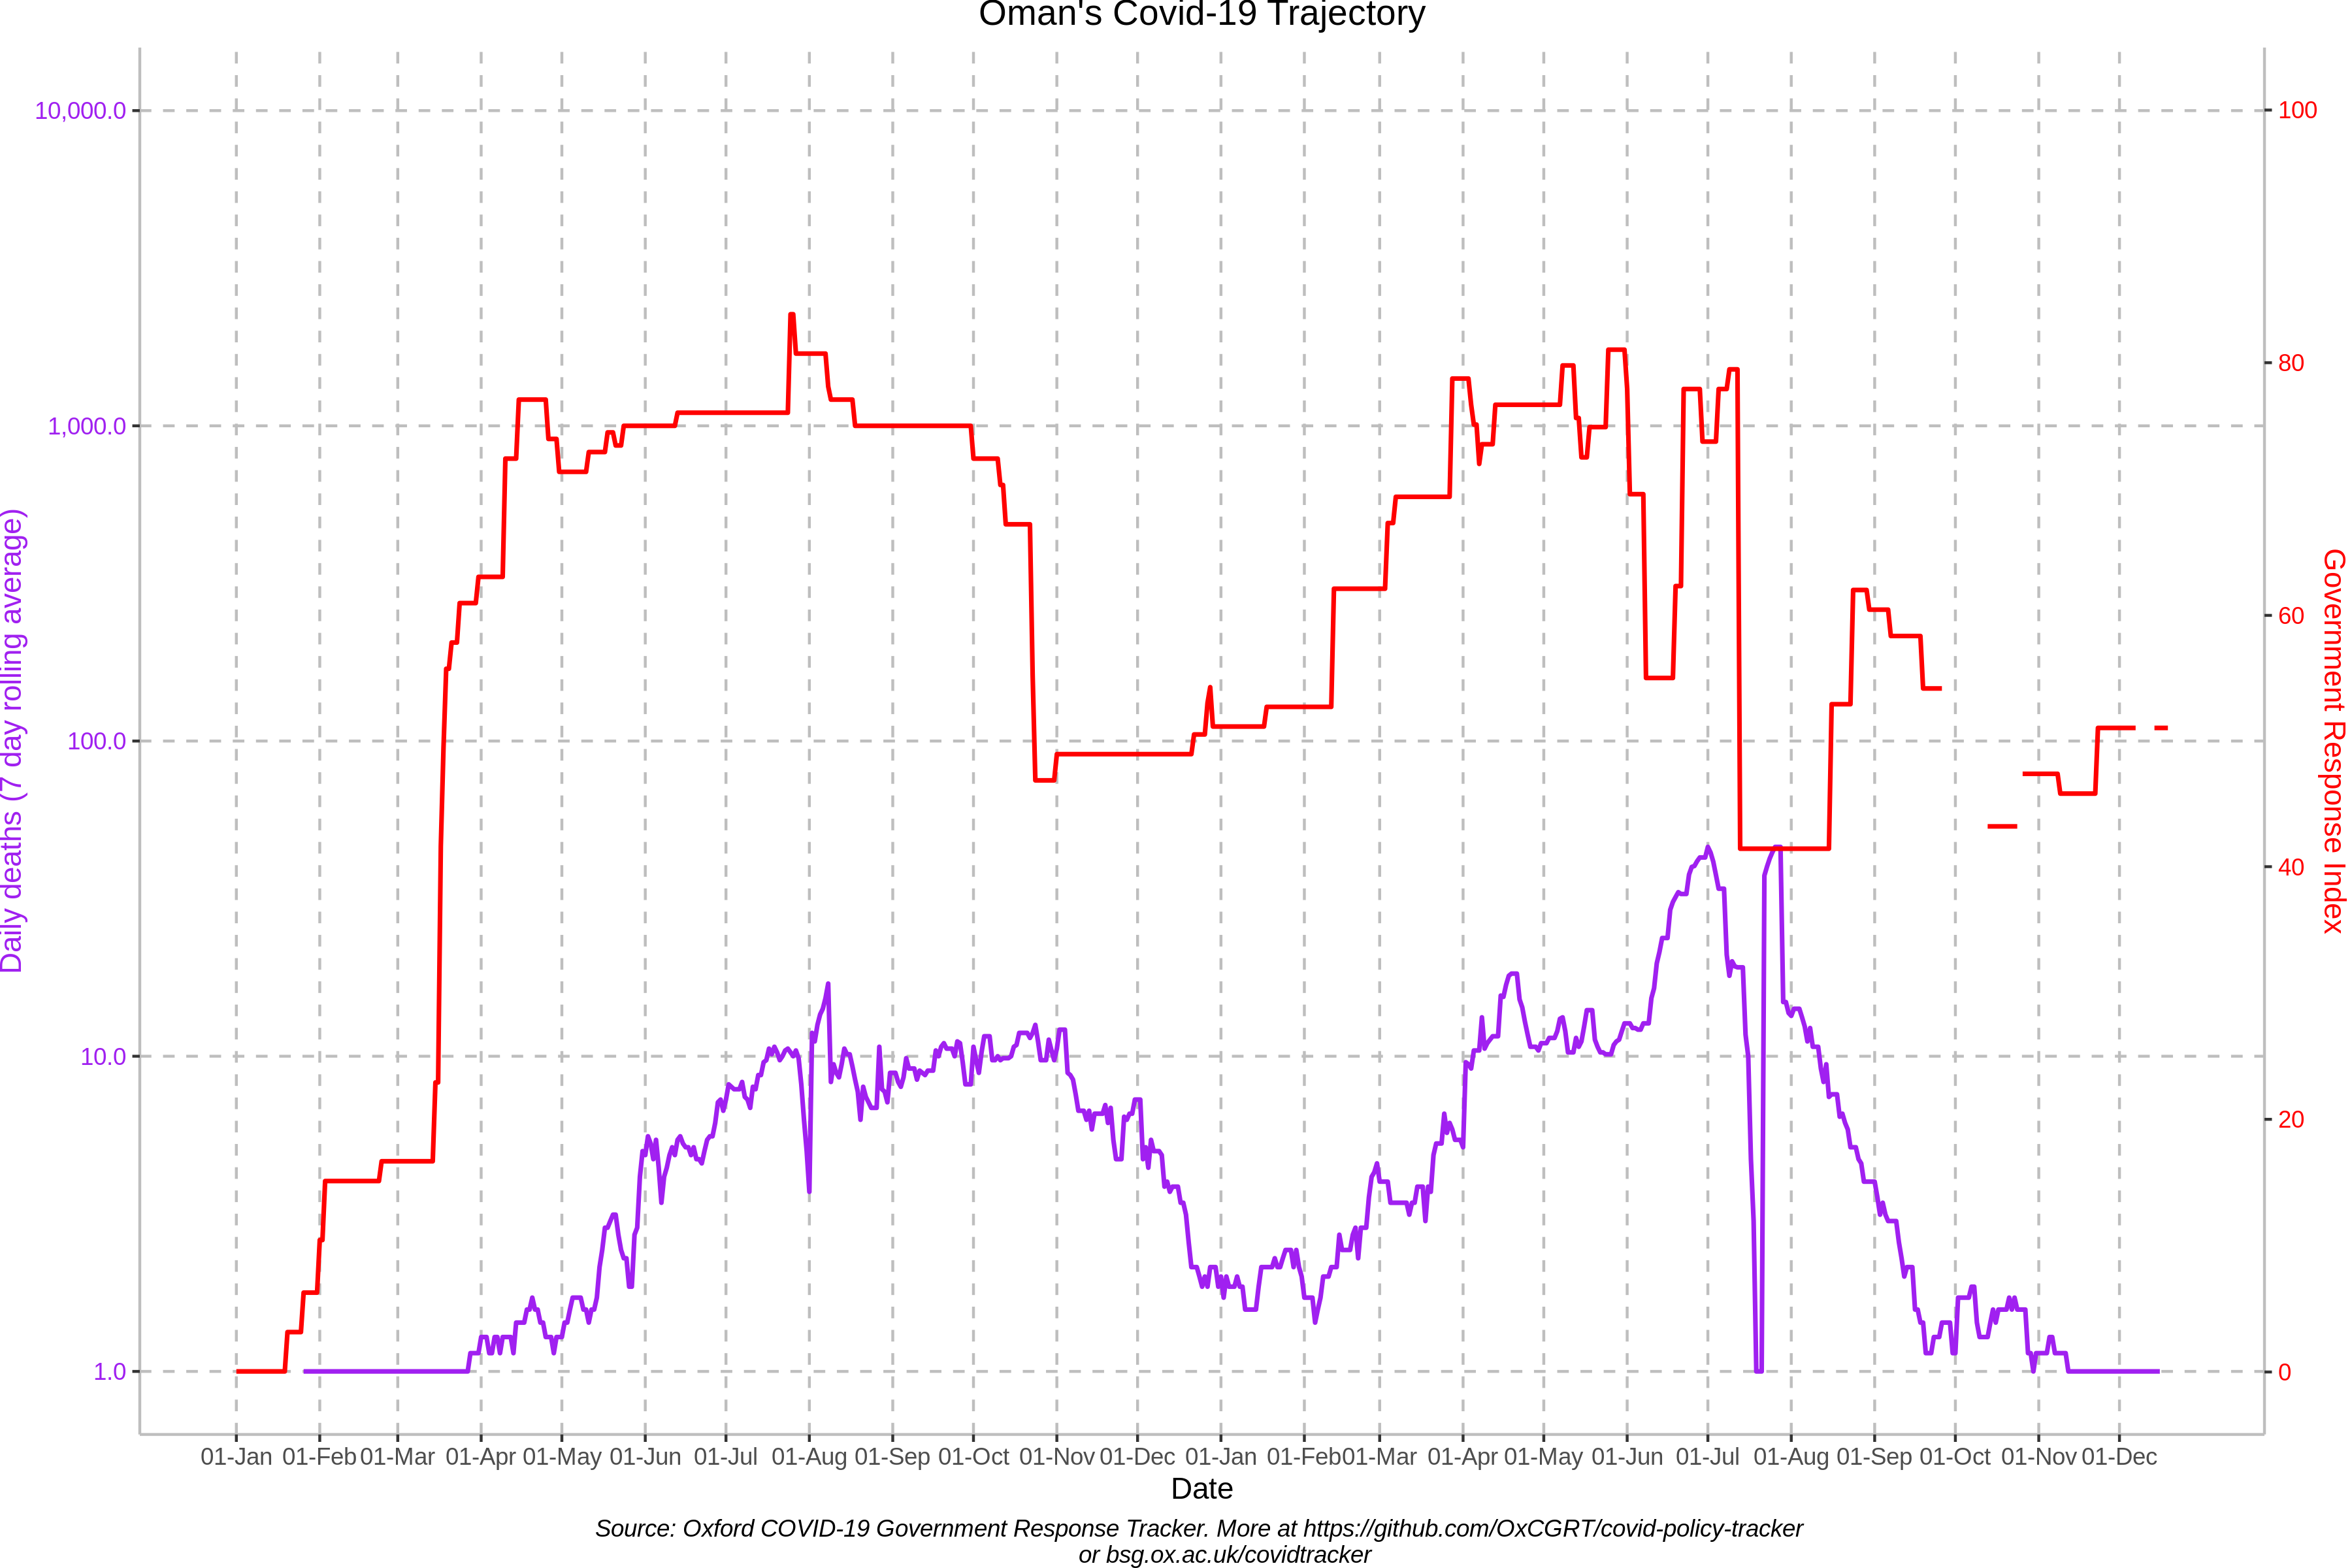 Oman's Covid-19 Trajectory
10,000.0
1,000.0
100.0
10.0
1.0
Daily deaths (7 day rolling average)
100
80
60
40
20
0
Government Response Index
01-Jan 01-Feb 01-Mar 01-Apr 01-May 01-Jun 01-Jul 01-Aug 01-Sep 01-Oct 01-Nov 01-Dec 01-Jan 01-Feb 01-Mar 01-Apr 01-May 01-Jun 01-Jul 01-Aug 01-Sep 01-Oct 01-Nov 01-Dec
Date
Source: Oxford COVID-19 Government Response Tracker. More at https://github.com/OxCGRT/covid-policy-tracker
or bsg.ox.ac.uk/covidtracker